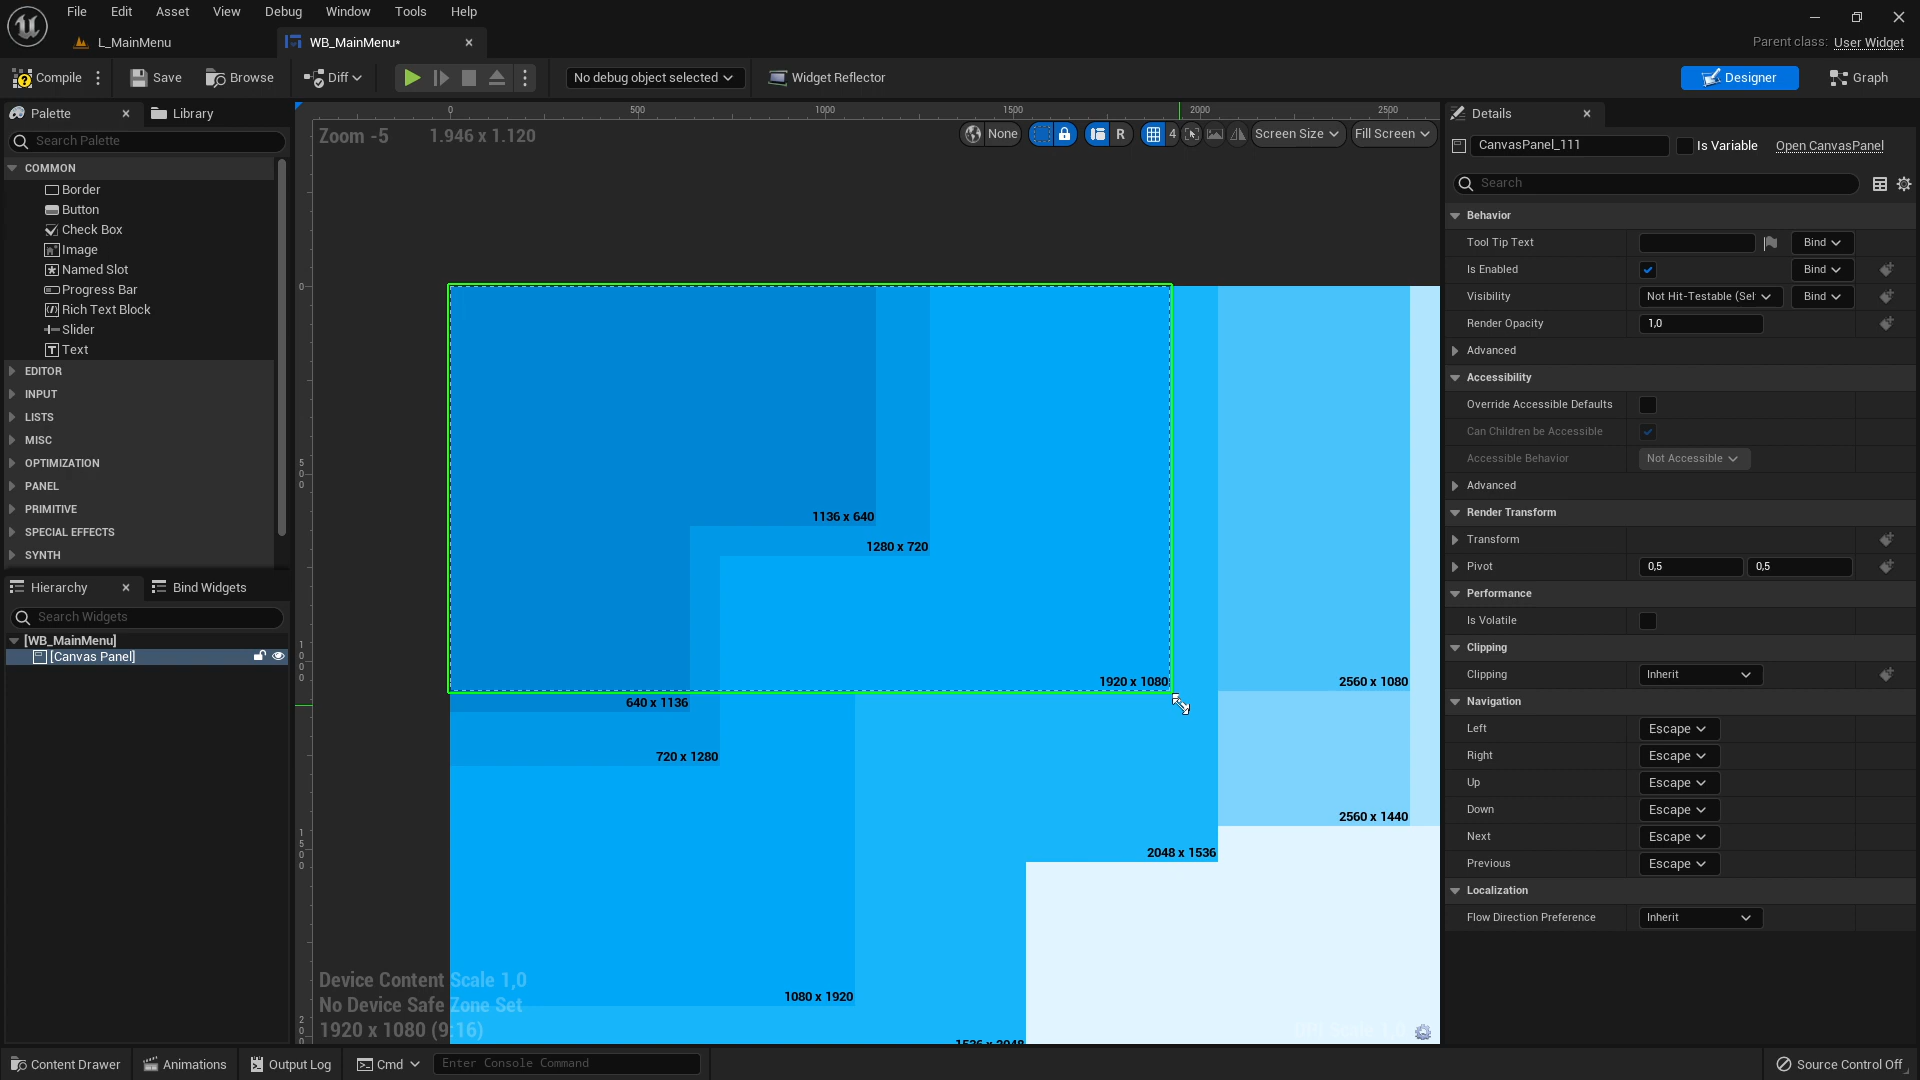 File Edit Asset View Debug Window Tools Help
L_MainMenu WB_MainMenu*
Parent class: User Widget
Compile Save Browse Diff No debug object selected Widget Reflector Designer Graph
Palette Library
Search Palette
COMMON
Border
Button
Check Box
Image
Named Slot
Progress Bar
Rich Text Block
Slider
Text
EDITOR
INPUT
LISTS
MISC
OPTIMIZATION
PANEL
PRIMITIVE
SPECIAL EFFECTS
SYNTH
Hierarchy Bind Widgets
Search Widgets
[WB_MainMenu]
[Canvas Panel]
0 500 1000 1500 2000 2500
Zoom -5 1.946 x 1.120
None R 4 Screen Size Fill Screen
0
500
1000
1500
1136 x 640
1280 x 720
1920 x 1080
2560 x 1080
640 x 1136
720 x 1280
2560 x 1440
2048 x 1536
1080 x 1920
1536 x 2048
Device Content Scale 1,0
No Device Safe Zone Set
1920 x 1080 (9:16)
DPI Scale 1,0
Details
CanvasPanel_111 Is Variable Open CanvasPanel
Search
Behavior
Tool Tip Text Bind
Is Enabled Bind
Visibility Not Hit-Testable (Sel Bind
Render Opacity 1,0
Advanced
Accessibility
Override Accessible Defaults
Can Children be Accessible
Accessible Behavior Not Accessible
Advanced
Render Transform
Transform
Pivot 0,5 0,5
Performance
Is Volatile
Clipping
Clipping Inherit
Navigation
Left Escape
Right Escape
Up Escape
Down Escape
Next Escape
Previous Escape
Localization
Flow Direction Preference Inherit
Content Drawer Animations Output Log Cmd Enter Console Command Source Control Off